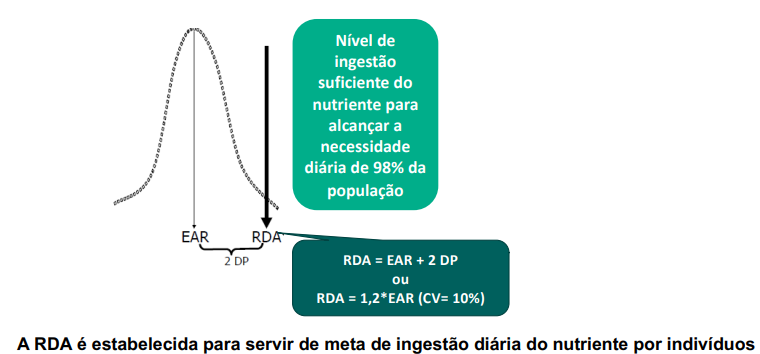 Nível de
ingestão
suficiente do
nutriente para
alcançar a
necessidade
diária de 98% da
população
EAR
RDA
2 DP
RDA = EAR + 2 DP
ou
RDA = 1,2*EAR (CV= 10%)
A RDA é estabelecida para servir de meta de ingestão diária do nutriente por indivíduos